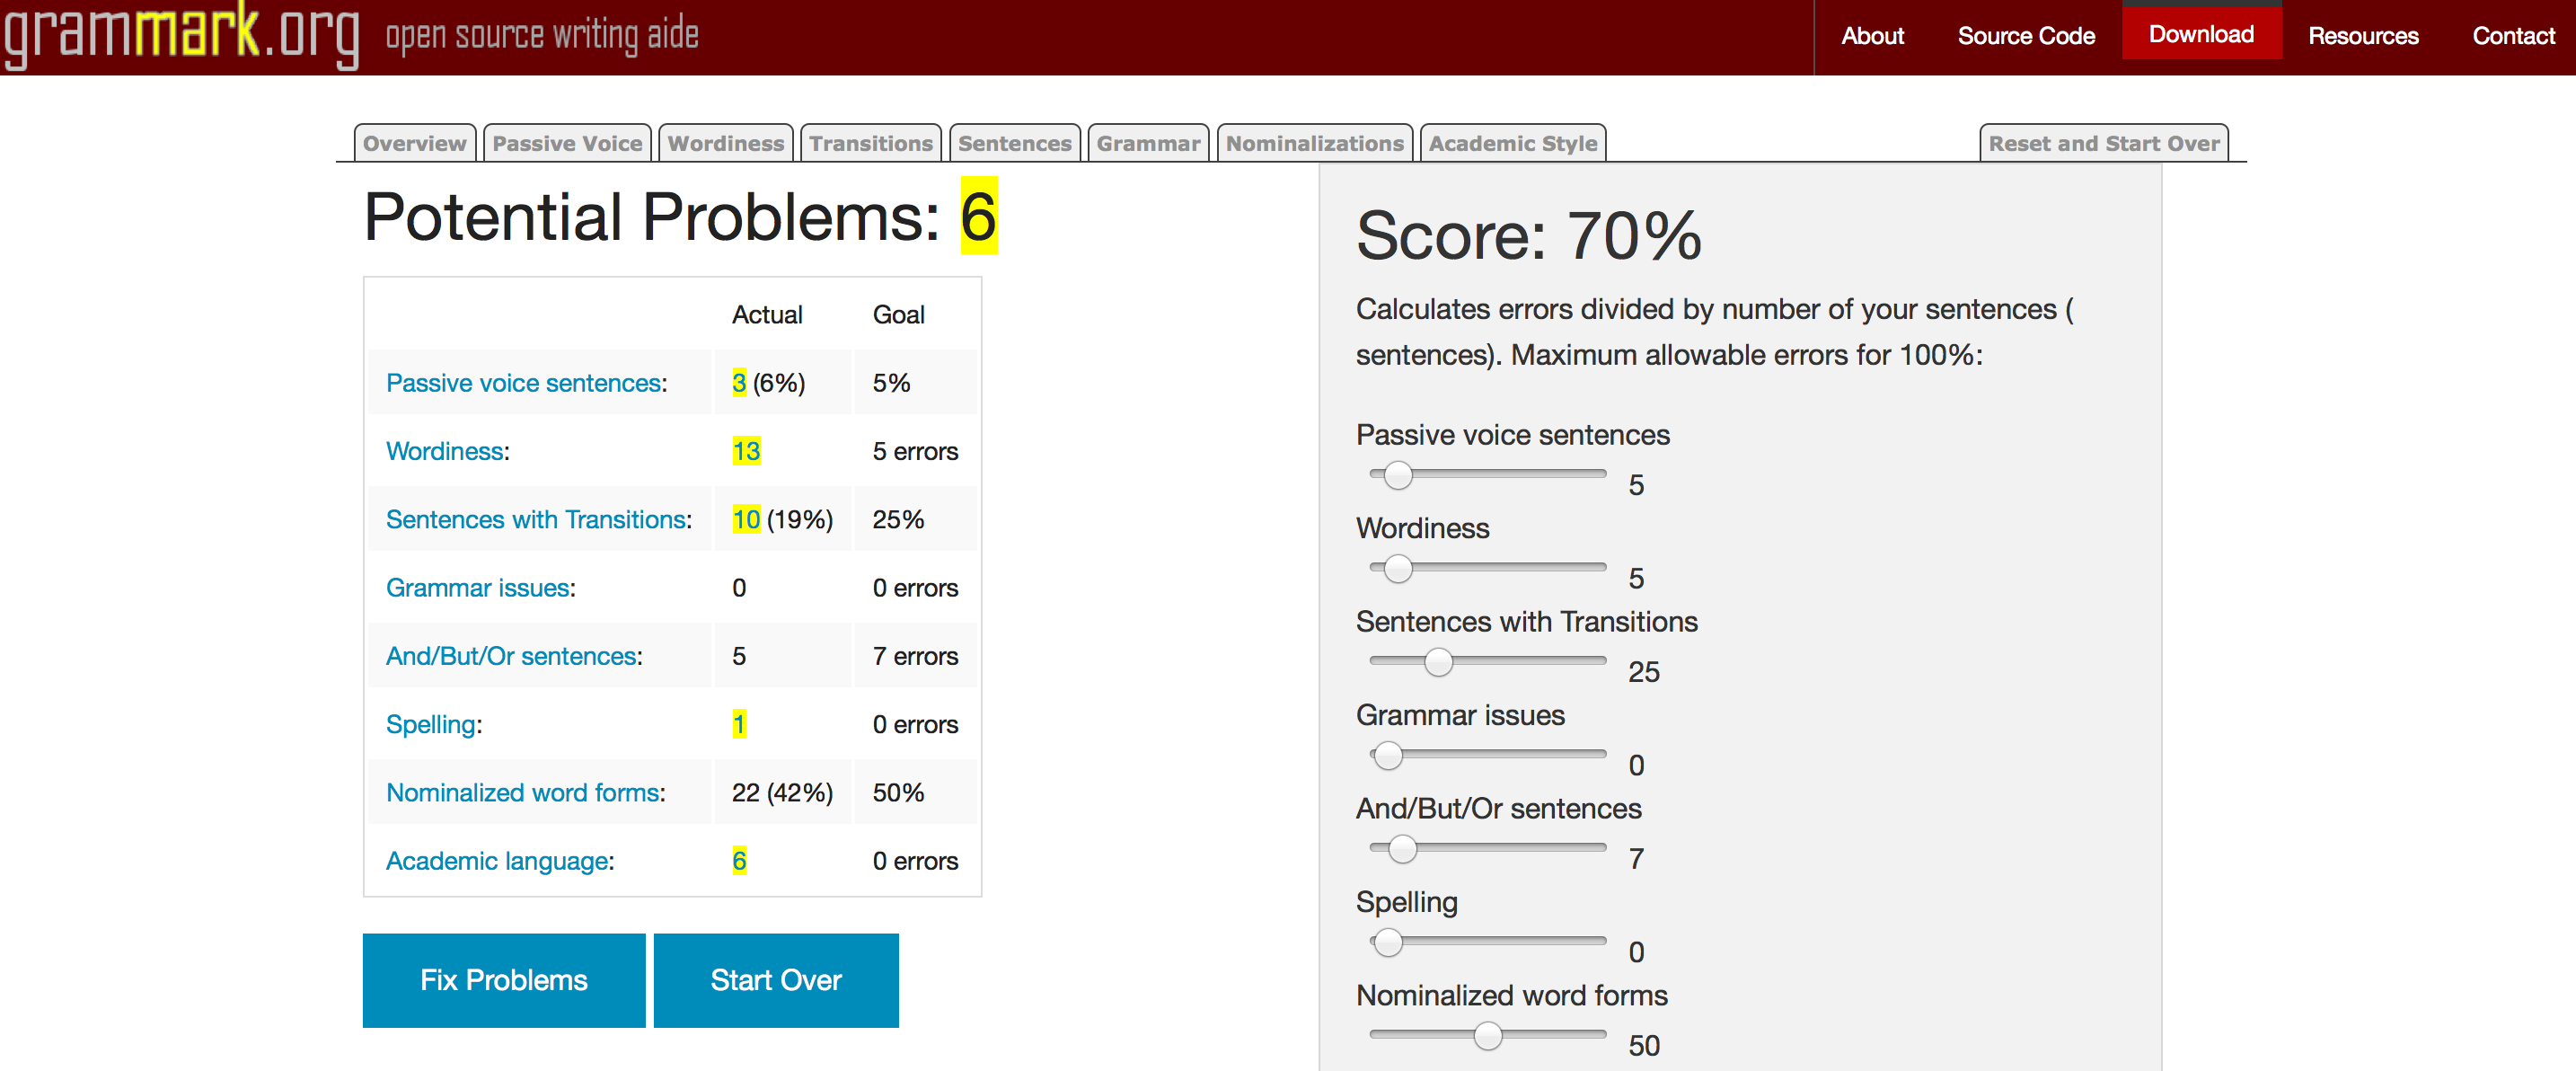 grammark.org open source writing aide About Source Code Download Resources Contact
Overview Passive Voice Wordiness Transitions Sentences Grammar Nominalizations Academic Style Reset and Start Over
Potential Problems: 6
Actual Goal
Passive voice sentences: 3 (6%) 5%
Wordiness: 13 5 errors
Sentences with Transitions: 10 (19%) 25%
Grammar issues: 0 0 errors
And/But/Or sentences: 5 7 errors
Spelling: 1 0 errors
Nominalized word forms: 22 (42%) 50%
Academic language: 6 0 errors
Fix Problems Start Over
Score: 70%
Calculates errors divided by number of your sentences (
sentences). Maximum allowable errors for 100%:
Passive voice sentences
5
Wordiness
5
Sentences with Transitions
25
Grammar issues
0
And/But/Or sentences
7
Spelling
0
Nominalized word forms
50